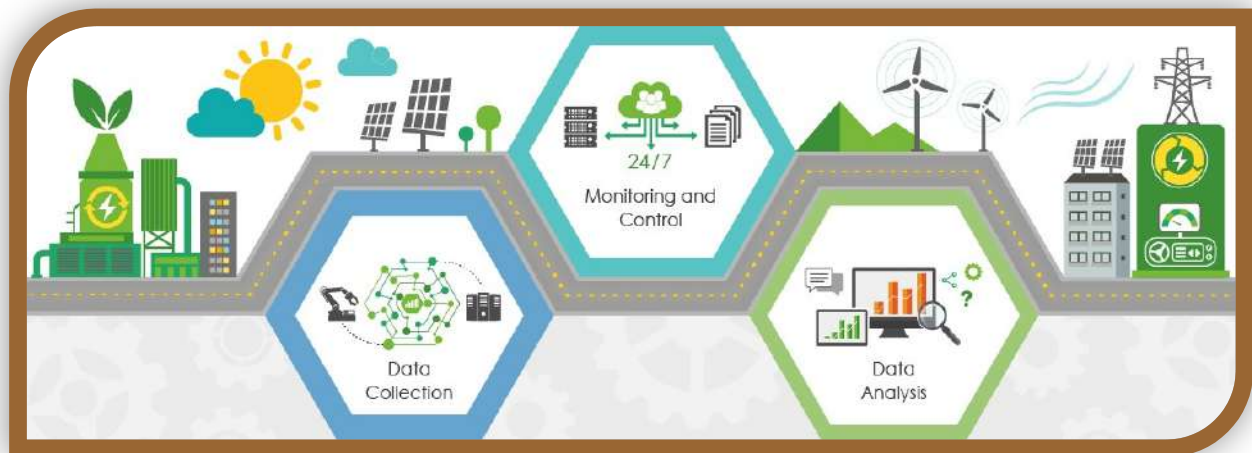 Data
Collection
24/7
Monitoring and
Control
Data
Analysis